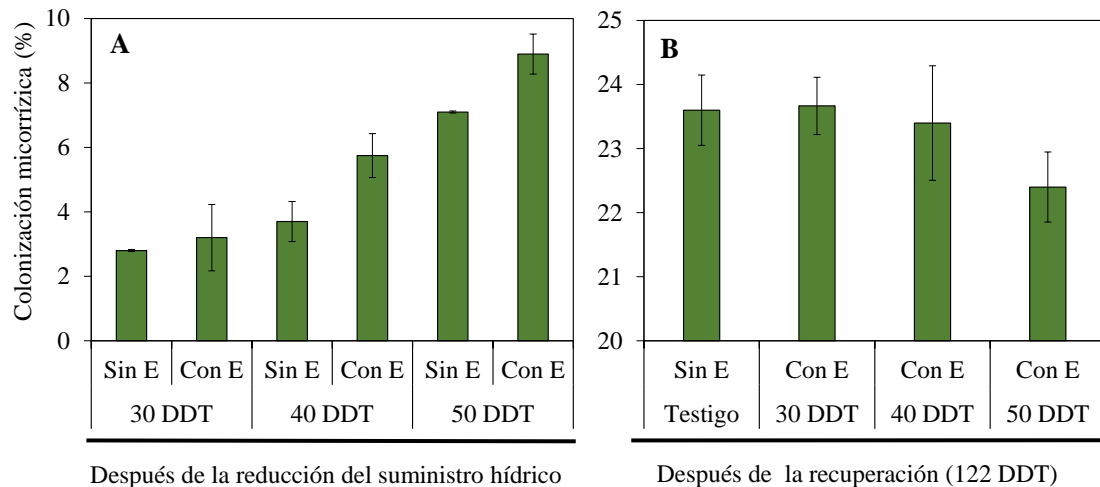 A
Colonización micorrízica (%)
10
8
6
4
2
0
Sin E Con E Sin E Con E Sin E Con E
30 DDT 40 DDT 50 DDT
Después de la reducción del suministro hídrico
B
25
24
23
22
21
20
Sin E Con E Con E Con E
Testigo 30 DDT 40 DDT 50 DDT
Después de la recuperación (122 DDT)